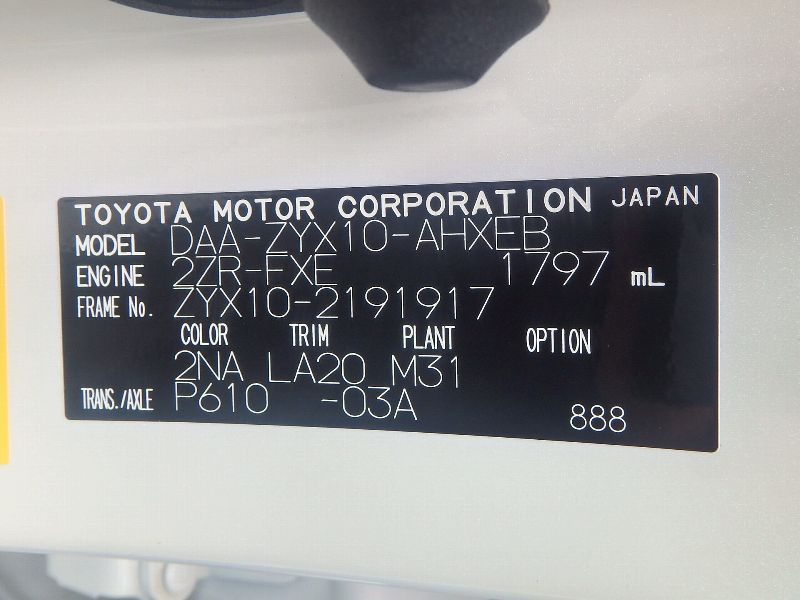 TOYOTA MOTOR CORPORATION JAPAN
MODEL DAA-ZYX10-AHXEB
ENGINE 2ZR-FXE 1797 mL
FRAME No. ZYX10-2191917
COLOR TRIM PLANT OPTION
2NA LA20 M31
TRANS./AXLE P610 -03A 888